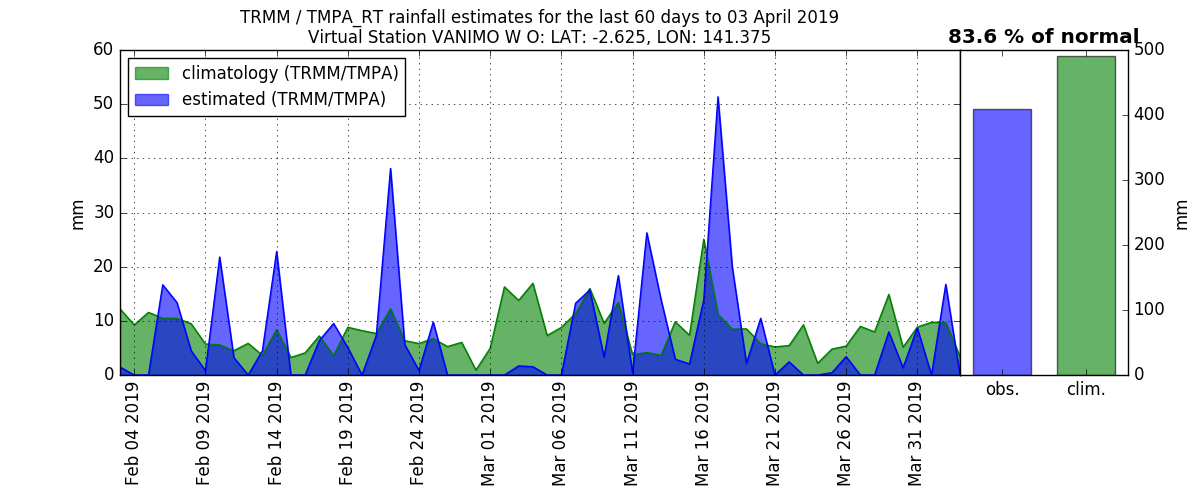 TRMM / TMPA_RT rainfall estimates for the last 60 days to 03 April 2019
Virtual Station VANIMO W O: LAT: -2.625, LON: 141.375
83.6 % of normal
climatology (TRMM/TMPA)
estimated (TRMM/TMPA)
60
50
40
30
20
10
0
mm
Feb 04 2019
Feb 09 2019
Feb 14 2019
Feb 19 2019
Feb 24 2019
Mar 01 2019
Mar 06 2019
Mar 11 2019
Mar 16 2019
Mar 21 2019
Mar 26 2019
Mar 31 2019
obs.
clim.
500
400
300
200
100
0
mm